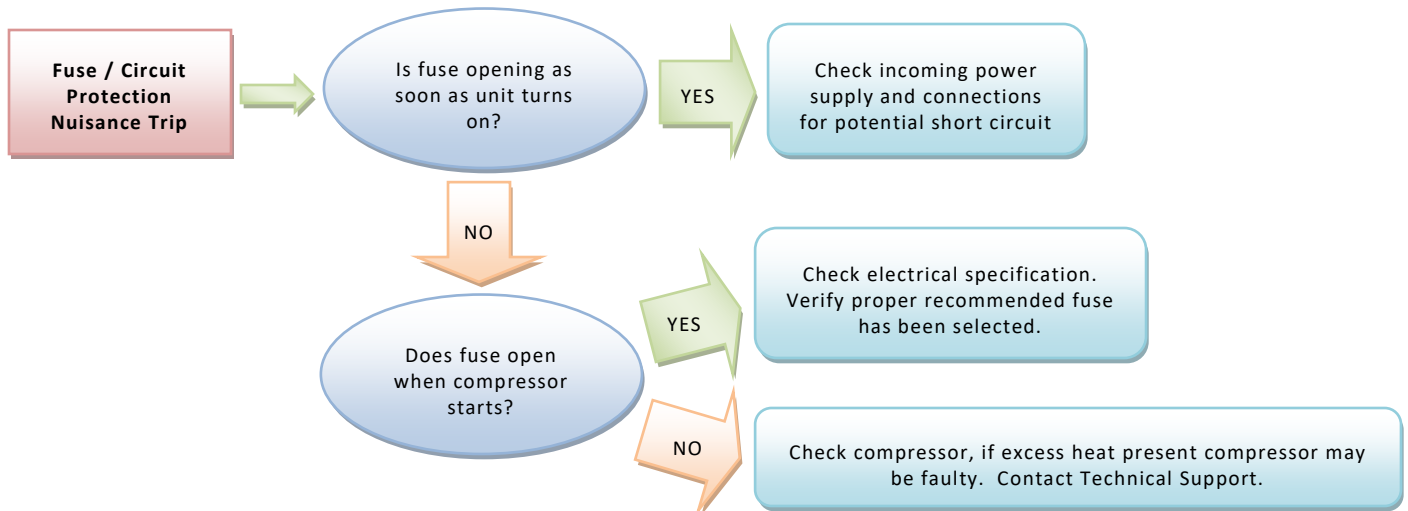 Fuse / Circuit
Protection
Nuisance Trip
Is fuse opening as
soon as unit turns
on?
YES
Check incoming power
supply and connections
for potential short circuit
NO
Does fuse open
when compressor
starts?
YES
Check electrical specification.
Verify proper recommended fuse
has been selected.
NO
Check compressor, if excess heat present compressor may
be faulty. Contact Technical Support.